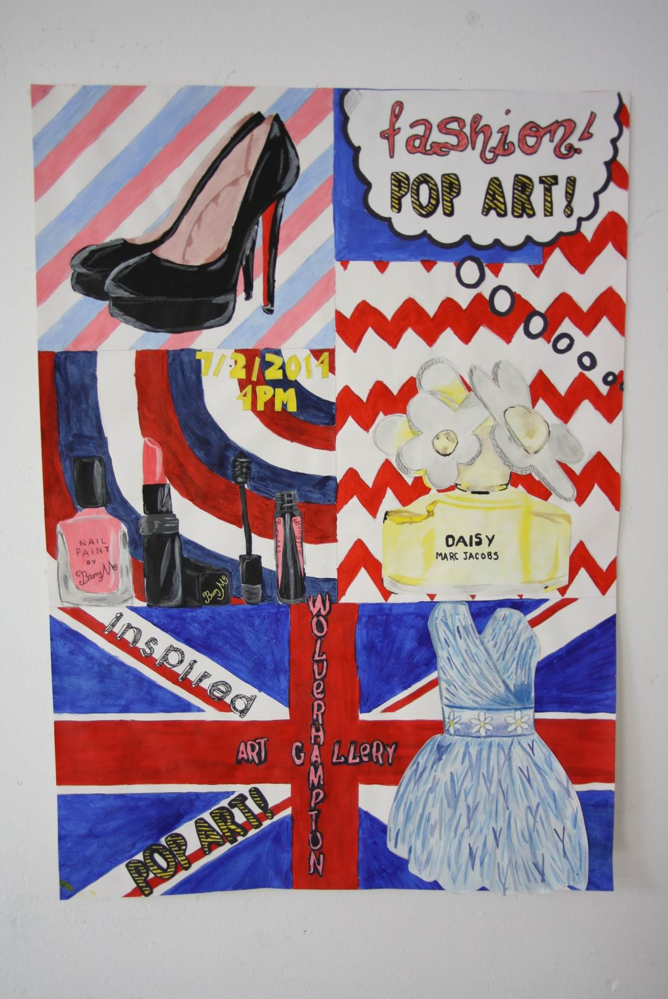 fashion!
POP ART!
7/2/2014
4PM
NAIL
PAINT
BY
Barry M
Barry M
DAISY
MARC JACOBS
inspired
WOLVERHAMPTON
ART GALLERY
POP ART!